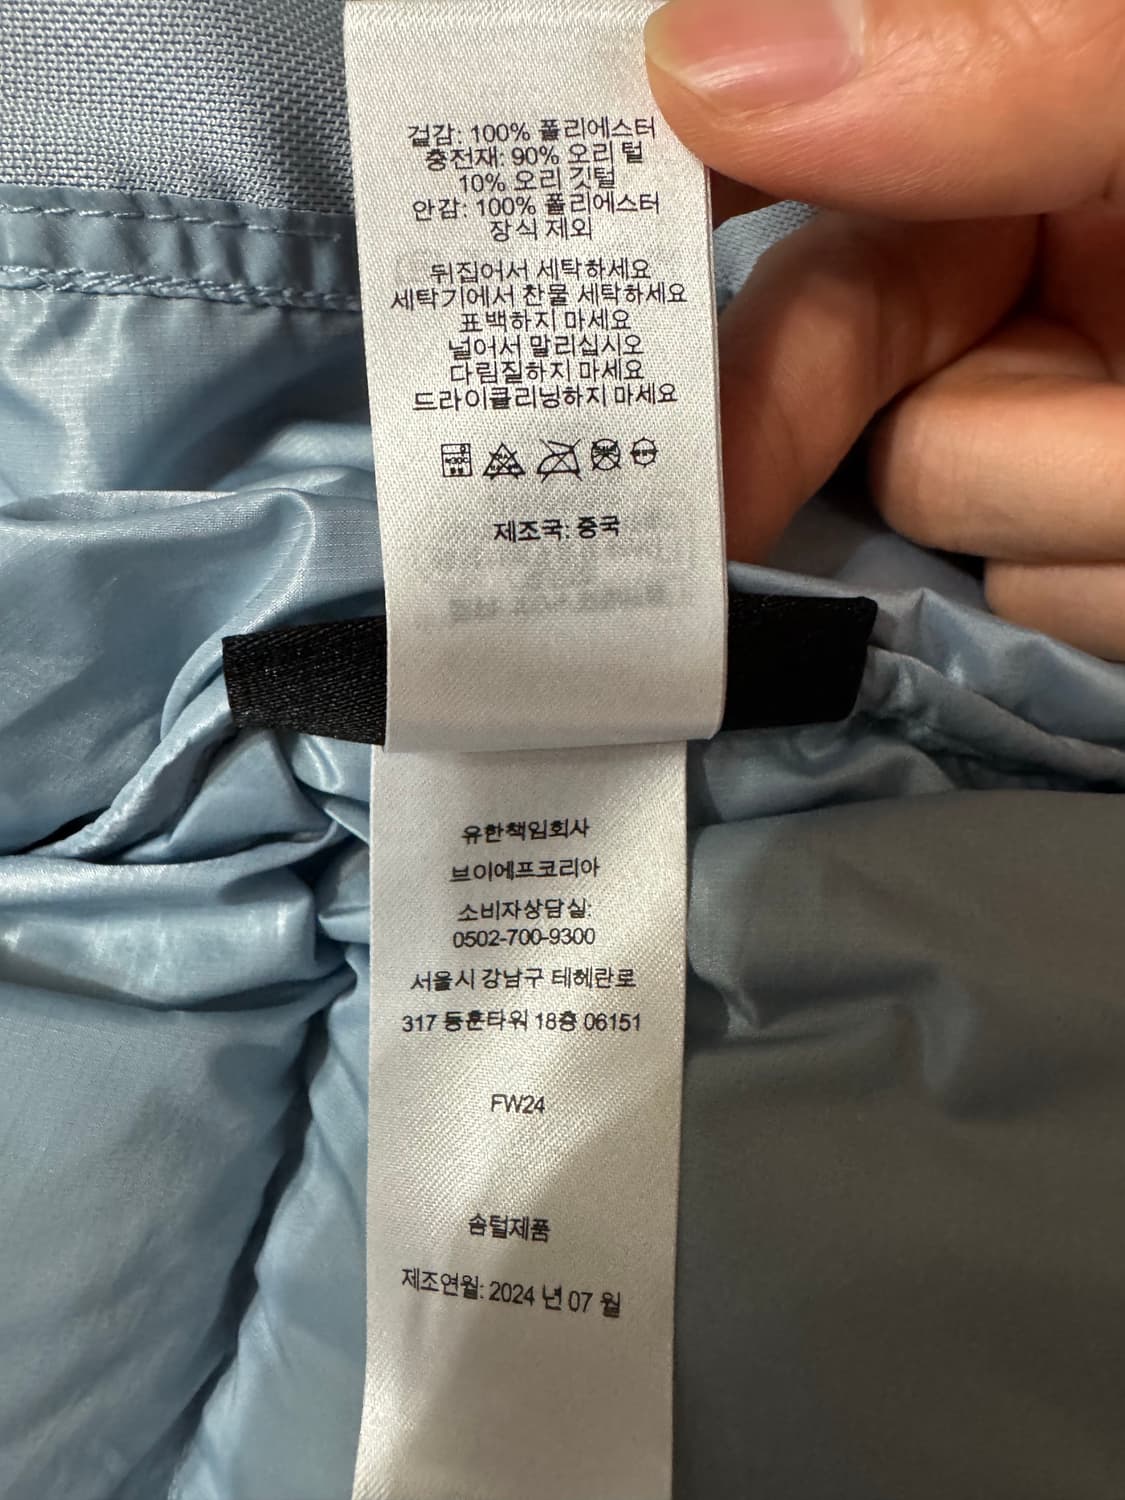 겉감: 100% 폴리에스터
충전재: 90% 오리 털
10% 오리 깃털
안감: 100% 폴리에스터
장식 제외
뒤집어서 세탁하세요
세탁기에서 찬물 세탁하세요
표백하지 마세요
널어서 말리십시오
다림질하지 마세요
드라이클리닝하지 마세요
제조국: 중국
유한책임회사
브이에프코리아
소비자상담실:
0502-700-9300
서울시 강남구 테헤란로
317 동훈타워 18층 06151
FW24
솜털제품
제조연월: 2024 년 07 월